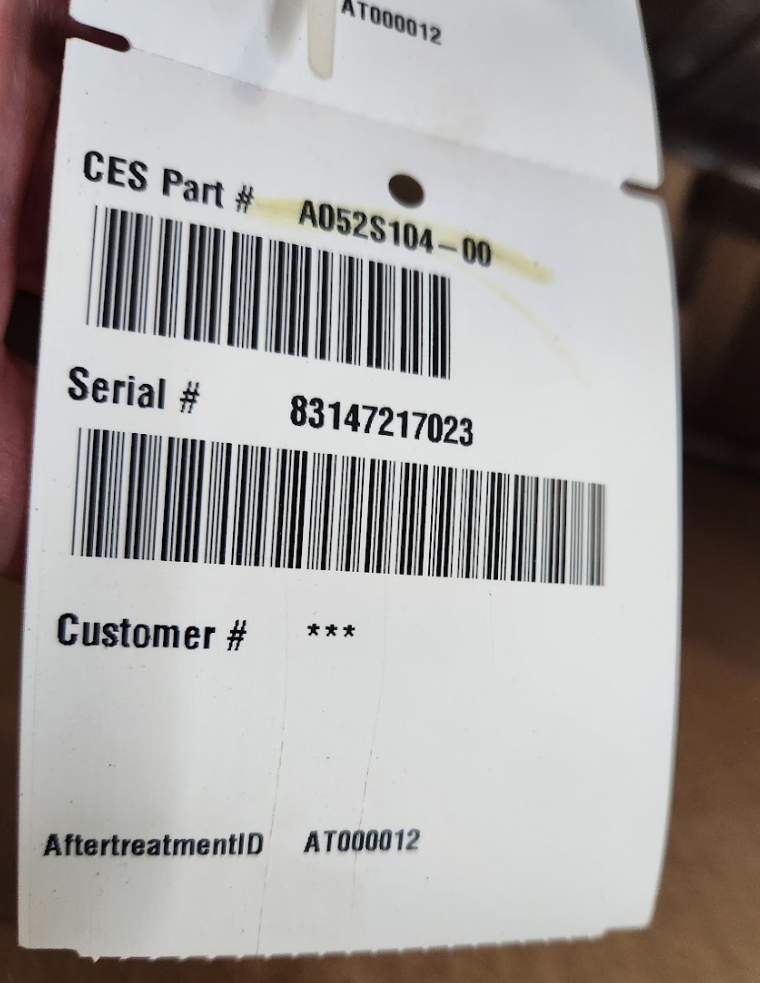 AT000012
CES Part # A052S104-00
Serial # 83147217023
Customer # ***
AftertreatmentID AT000012